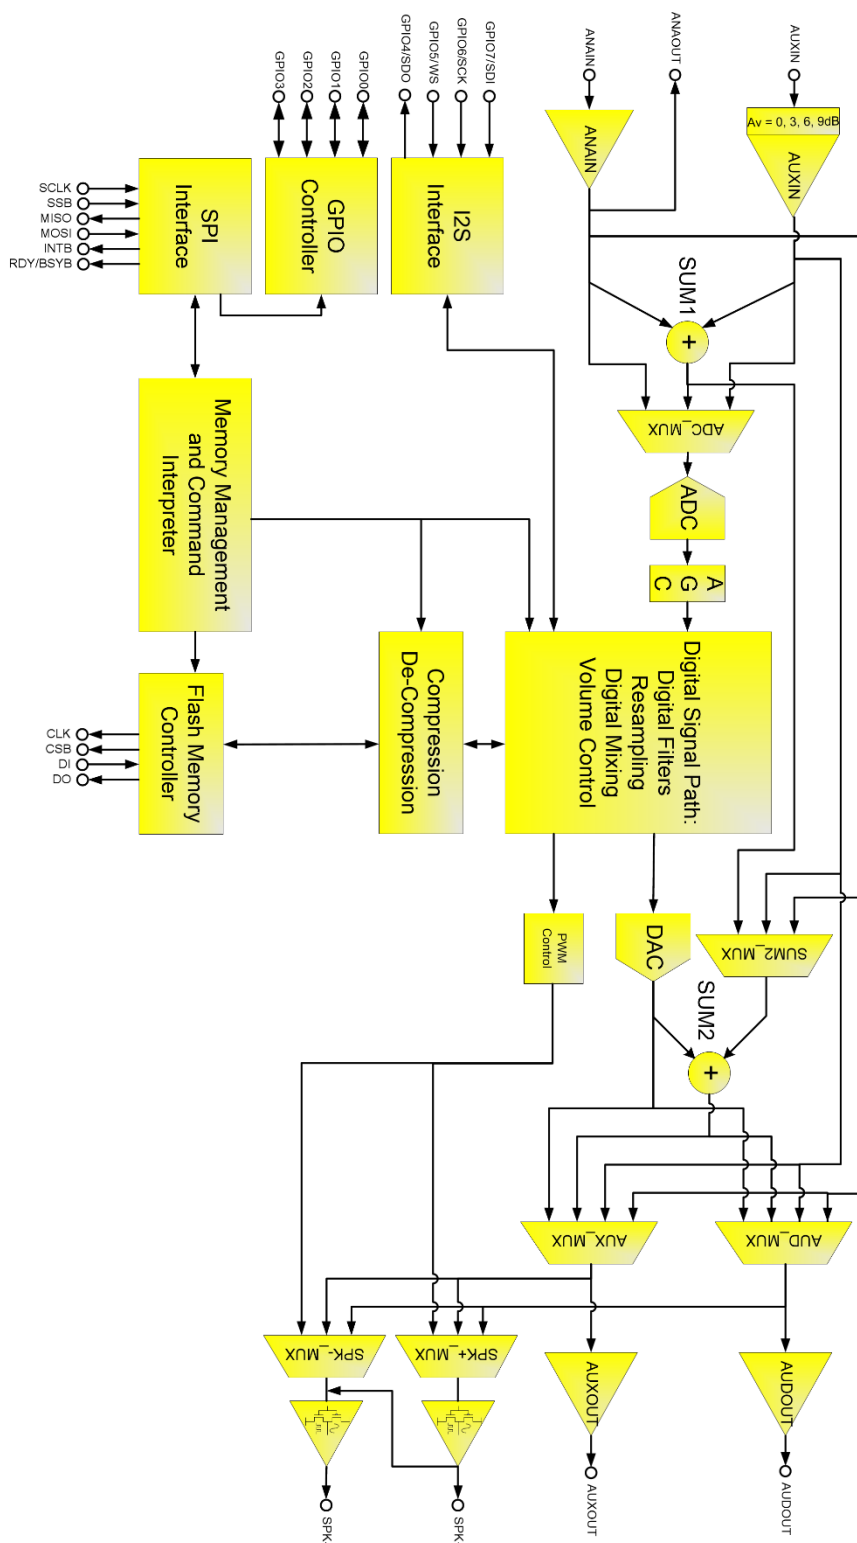 GPIO3
GPIO2
GPIO1
GPIO0
GPIO4/SDO
GPIO5/WS
GPIO6/SCK
GPIO7/SDI
ANAIN
ANAOUT
AUXIN
Av = 0, 3, 6, 9dB
ANAIN
AUXIN
SCLK
SSB
MISO
MOSI
INTB
RDY/BSYB
SPI
Interface
GPIO
Controller
I2S
Interface
SUM1
+
ADC_MUX
ADC
A
G
C
Memory Management
and Command
Interpreter
Digital Signal Path:
Digital Filters
Resampling
Digital Mixing
Volume Control
Compression
De-Compression
Flash Memory
Controller
CLK
CSB
DI
DO
PWM
Control
DAC
SUM2_MUX
SUM2
+
AUX_MUX
AUD_MUX
SPK-_MUX
SPK+_MUX
AUXOUT
AUDOUT
SPK-
SPK
AUXOUT
AUDOUT